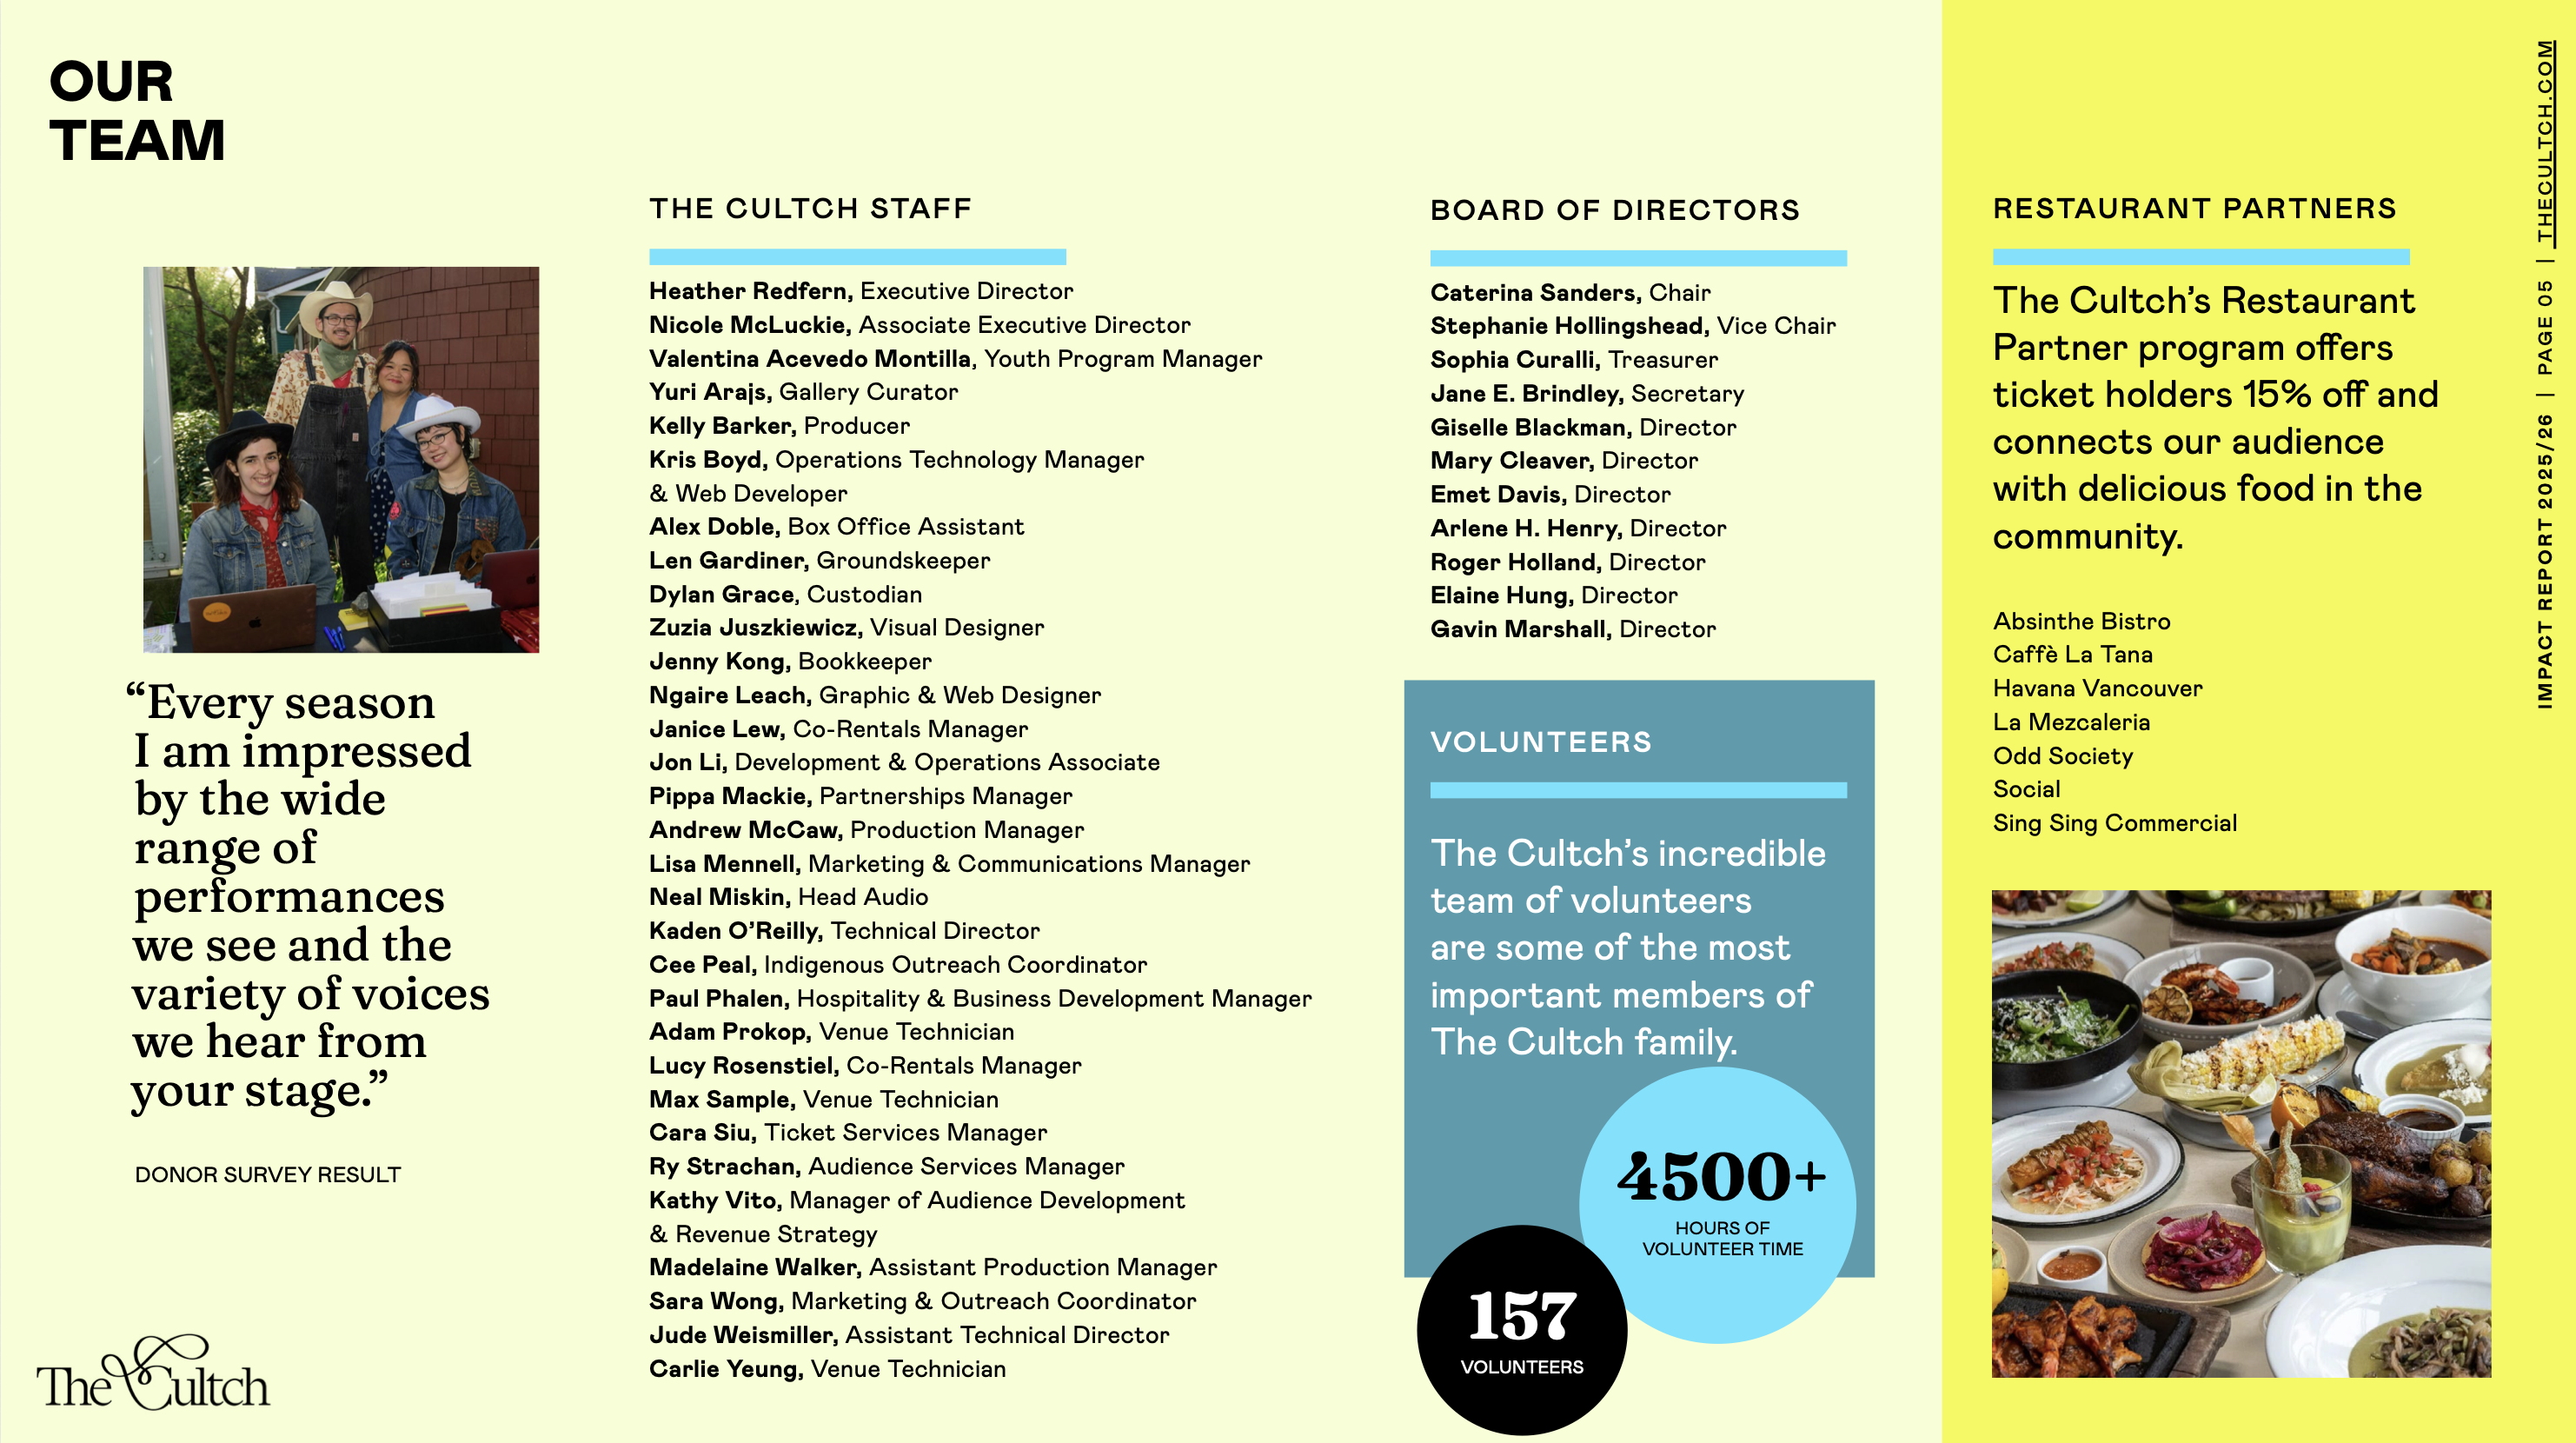 OUR
TEAM
“Every season
I am impressed
by the wide
range of
performances
we see and the
variety of voices
we hear from
your stage.”
DONOR SURVEY RESULT
The Cultch
THE CULTCH STAFF
Heather Redfern, Executive Director
Nicole McLuckie, Associate Executive Director
Valentina Acevedo Montilla, Youth Program Manager
Yuri Arajs, Gallery Curator
Kelly Barker, Producer
Kris Boyd, Operations Technology Manager
& Web Developer
Alex Doble, Box Office Assistant
Len Gardiner, Groundskeeper
Dylan Grace, Custodian
Zuzia Juszkiewicz, Visual Designer
Jenny Kong, Bookkeeper
Ngaire Leach, Graphic & Web Designer
Janice Lew, Co-Rentals Manager
Jon Li, Development & Operations Associate
Pippa Mackie, Partnerships Manager
Andrew McCaw, Production Manager
Lisa Mennell, Marketing & Communications Manager
Neal Miskin, Head Audio
Kaden O’Reilly, Technical Director
Cee Peal, Indigenous Outreach Coordinator
Paul Phalen, Hospitality & Business Development Manager
Adam Prokop, Venue Technician
Lucy Rosenstiel, Co-Rentals Manager
Max Sample, Venue Technician
Cara Siu, Ticket Services Manager
Ry Strachan, Audience Services Manager
Kathy Vito, Manager of Audience Development
& Revenue Strategy
Madelaine Walker, Assistant Production Manager
Sara Wong, Marketing & Outreach Coordinator
Jude Weismiller, Assistant Technical Director
Carlie Yeung, Venue Technician
BOARD OF DIRECTORS
Caterina Sanders, Chair
Stephanie Hollingshead, Vice Chair
Sophia Curalli, Treasurer
Jane E. Brindley, Secretary
Giselle Blackman, Director
Mary Cleaver, Director
Emet Davis, Director
Arlene H. Henry, Director
Roger Holland, Director
Elaine Hung, Director
Gavin Marshall, Director
VOLUNTEERS
The Cultch’s incredible
team of volunteers
are some of the most
important members of
The Cultch family.
4500+
HOURS OF
VOLUNTEER TIME
157
VOLUNTEERS
RESTAURANT PARTNERS
The Cultch’s Restaurant
Partner program offers
ticket holders 15% off and
connects our audience
with delicious food in the
community.
Absinthe Bistro
Caffè La Tana
Havana Vancouver
La Mezcaleria
Odd Society
Social
Sing Sing Commercial
IMPACT REPORT 2025/26 | PAGE 05 | THECULTCH.COM